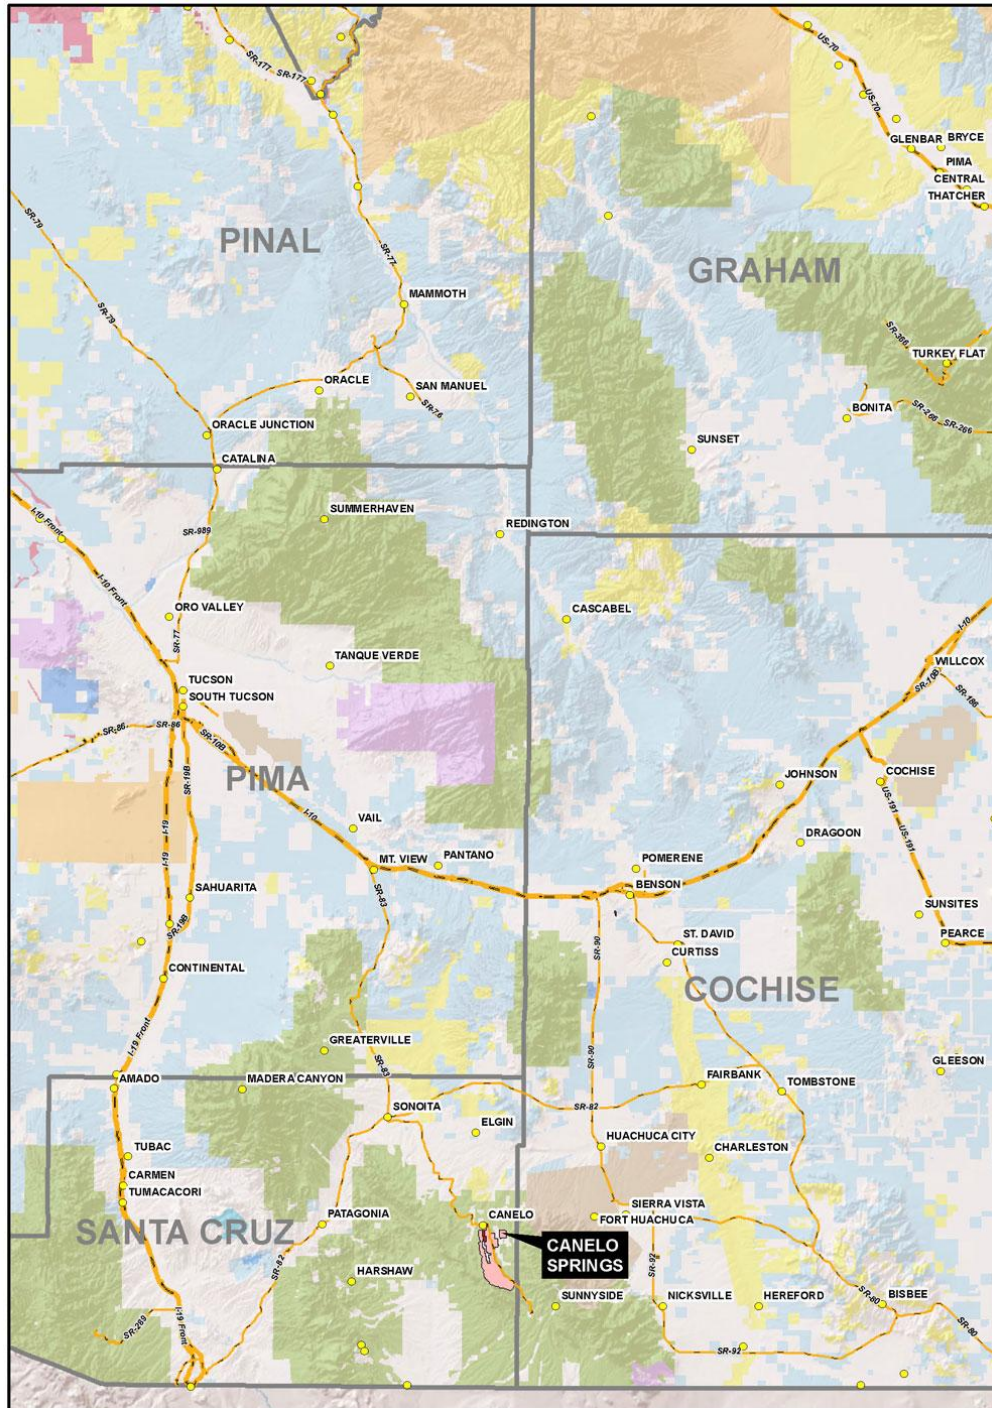 SR-177
SR-177
US-70
US-70
GLENBAR
BRYCE
PIMA
CENTRAL
THATCHER
SR-79
PINAL
SR-77
GRAHAM
MAMMOTH
SR-79
SR-366
TURKEY FLAT
ORACLE
SAN MANUEL
SR-76
BONITA
SR-266
SR-266
ORACLE JUNCTION
SUNSET
CATALINA
I-10 Front
SUMMERHAVEN
SR-989
REDINGTON
I-10 Front
ORO VALLEY
CASCABEL
I-10
SR-77
TANQUE VERDE
WILLCOX
SR-10B
SR-186
TUCSON
SOUTH TUCSON
SR-86
SR-86
SR-10B
SR-19B
PIMA
JOHNSON
COCHISE
I-10
US-191
US-191
I-19
VAIL
DRAGOON
I-19
MT. VIEW
PANTANO
POMERENE
SR-83
BENSON
SAHUARITA
SUNSITES
SR-19B
SR-90
ST. DAVID
PEARCE
CURTISS
CONTINENTAL
COCHISE
I-19 Front
GREATERVILLE
SR-90
SR-83
GLEESON
AMADO
MADERA CANYON
FAIRBANK
TOMBSTONE
SR-82
SONOITA
ELGIN
HUACHUCA CITY
TUBAC
CHARLESTON
CARMEN
TUMACACORI
SIERRA VISTA
SANTA CRUZ
PATAGONIA
CANELO
FORT HUACHUCA
CANELO
SPRINGS
SR-82
SR-92
HARSHAW
SUNNYSIDE
NICKSVILLE
HEREFORD
SR-80
BISBEE
SR-289
I-19 Front
SR-80
SR-92